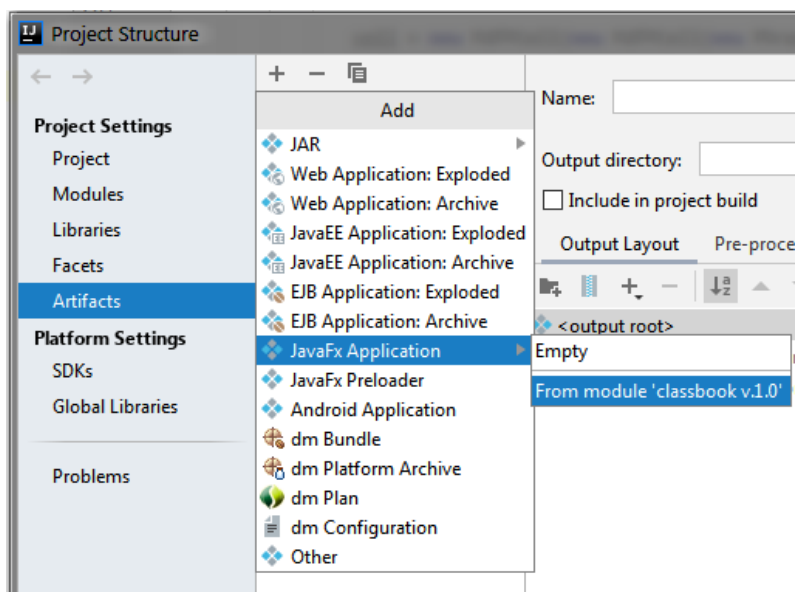 IJ Project Structure
Project Settings
Project
Modules
Libraries
Facets
Artifacts
Platform Settings
SDKs
Global Libraries
Problems
Add
JAR
Web Application: Exploded
Web Application: Archive
JavaEE Application: Exploded
JavaEE Application: Archive
EJB Application: Exploded
EJB Application: Archive
JavaFx Application
JavaFx Preloader
Android Application
dm Bundle
dm Platform Archive
dm Plan
dm Configuration
Other
Empty
From module 'classbook v.1.0'
Name:
Output directory:
Include in project build
Output Layout Pre-proce
<output root>